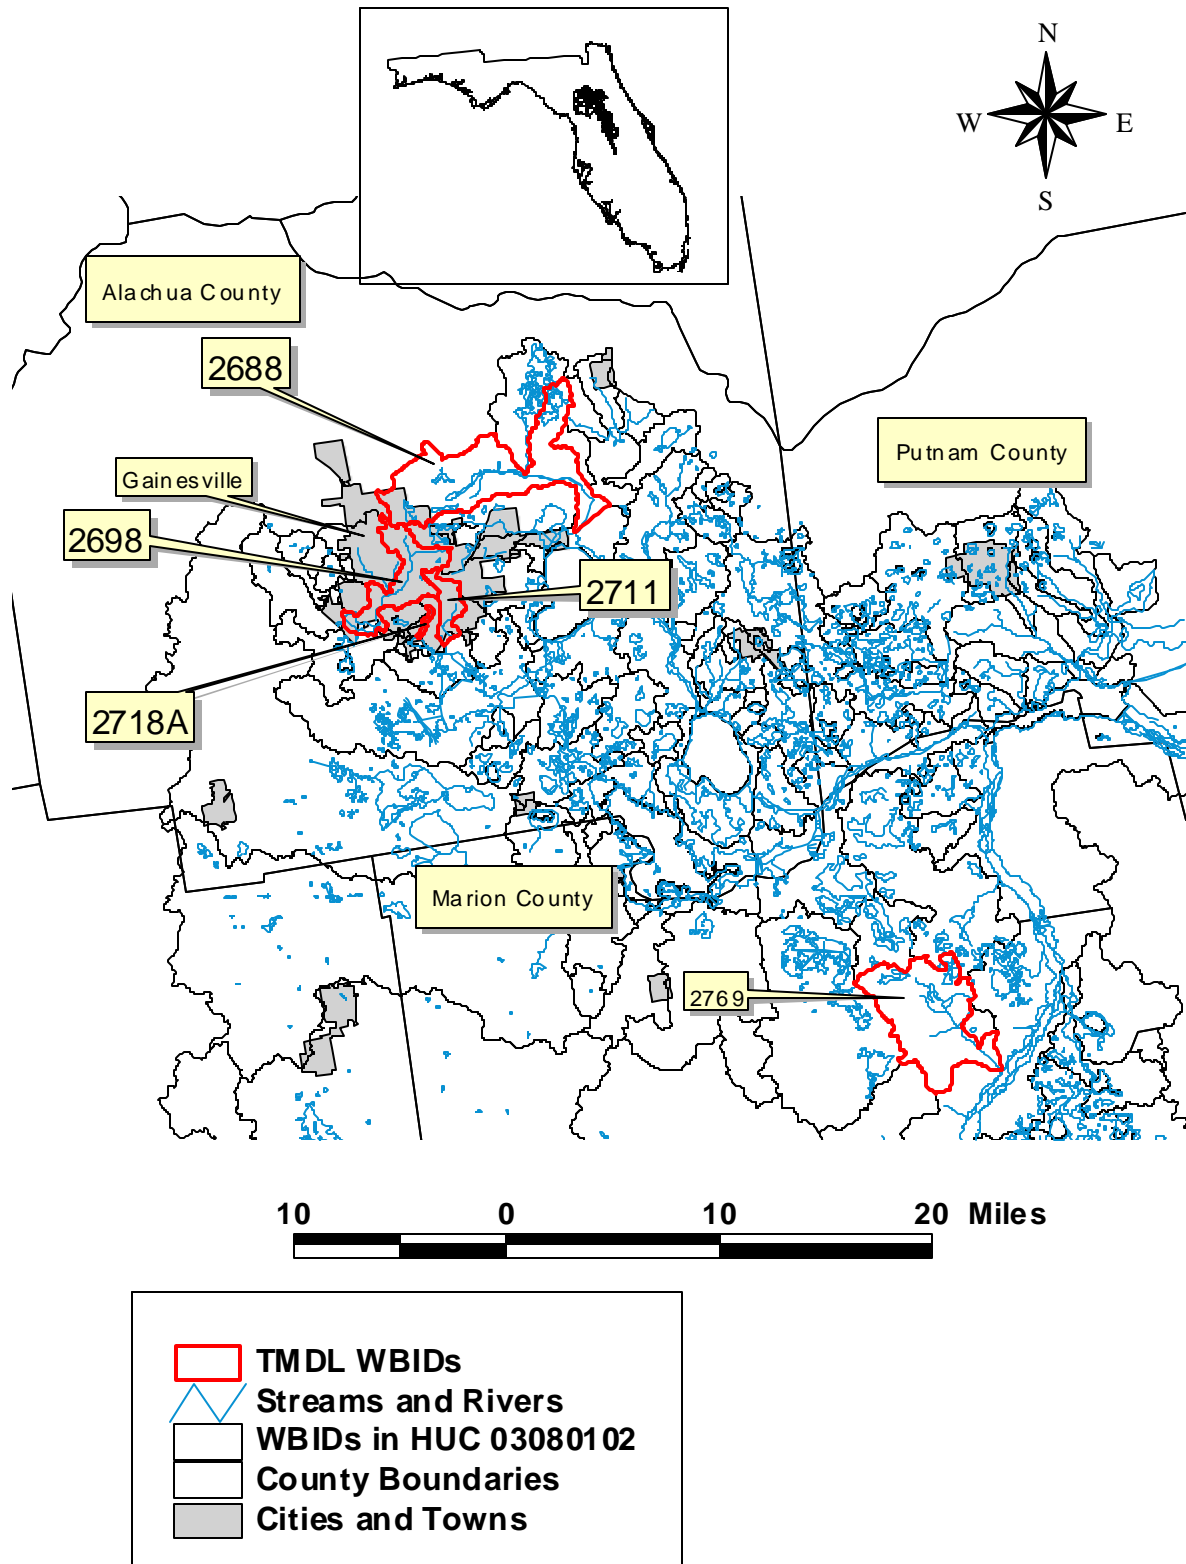 N
W E
S
Alachua County
2688
Putnam County
Gainesville
2698
2711
2718A
Marion County
2769
10 0 10 20 Miles
TMDL WBIDs
Streams and Rivers
WBIDs in HUC 03080102
County Boundaries
Cities and Towns